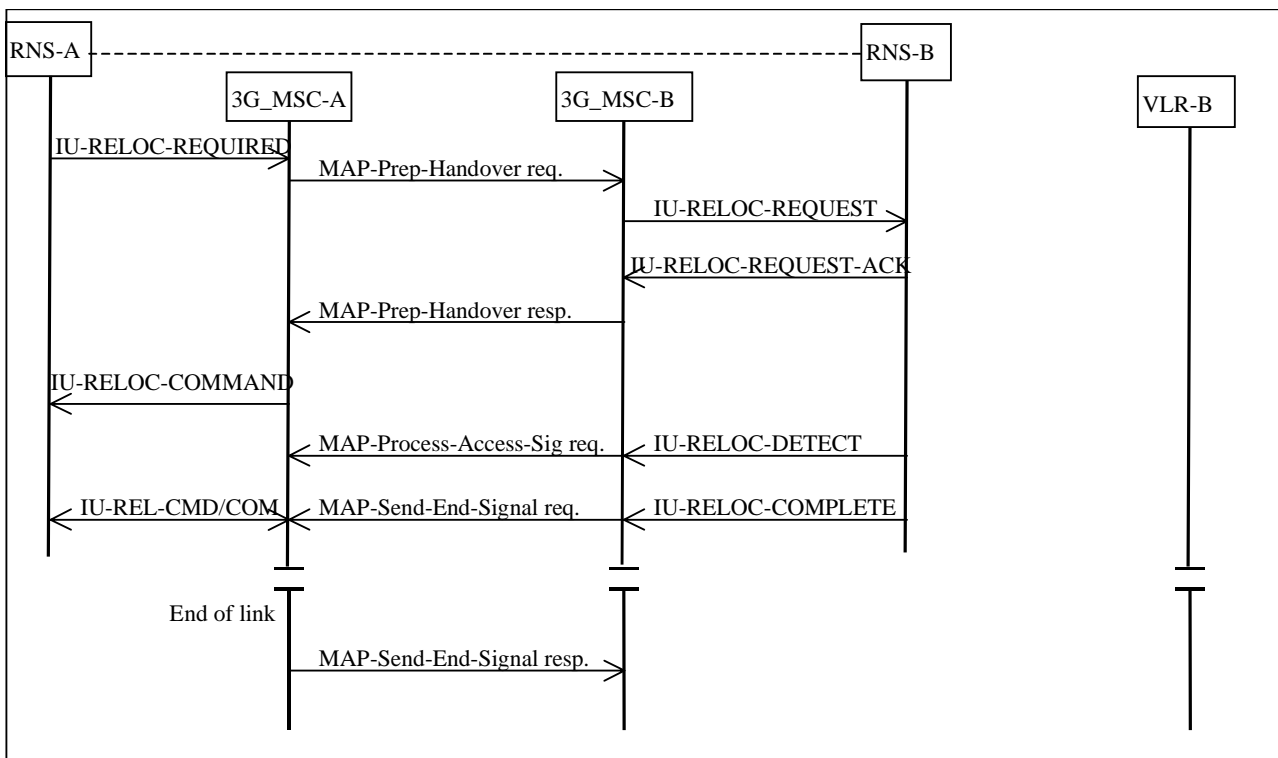 RNS-A
RNS-B
3G_MSC-A
3G_MSC-B
VLR-B
IU-RELOC-REQUIRED
MAP-Prep-Handover req.
IU-RELOC-REQUEST
IU-RELOC-REQUEST-ACK
MAP-Prep-Handover resp.
IU-RELOC-COMMAND
MAP-Process-Access-Sig req.
IU-RELOC-DETECT
IU-REL-CMD/COM
MAP-Send-End-Signal req.
IU-RELOC-COMPLETE
End of link
MAP-Send-End-Signal resp.